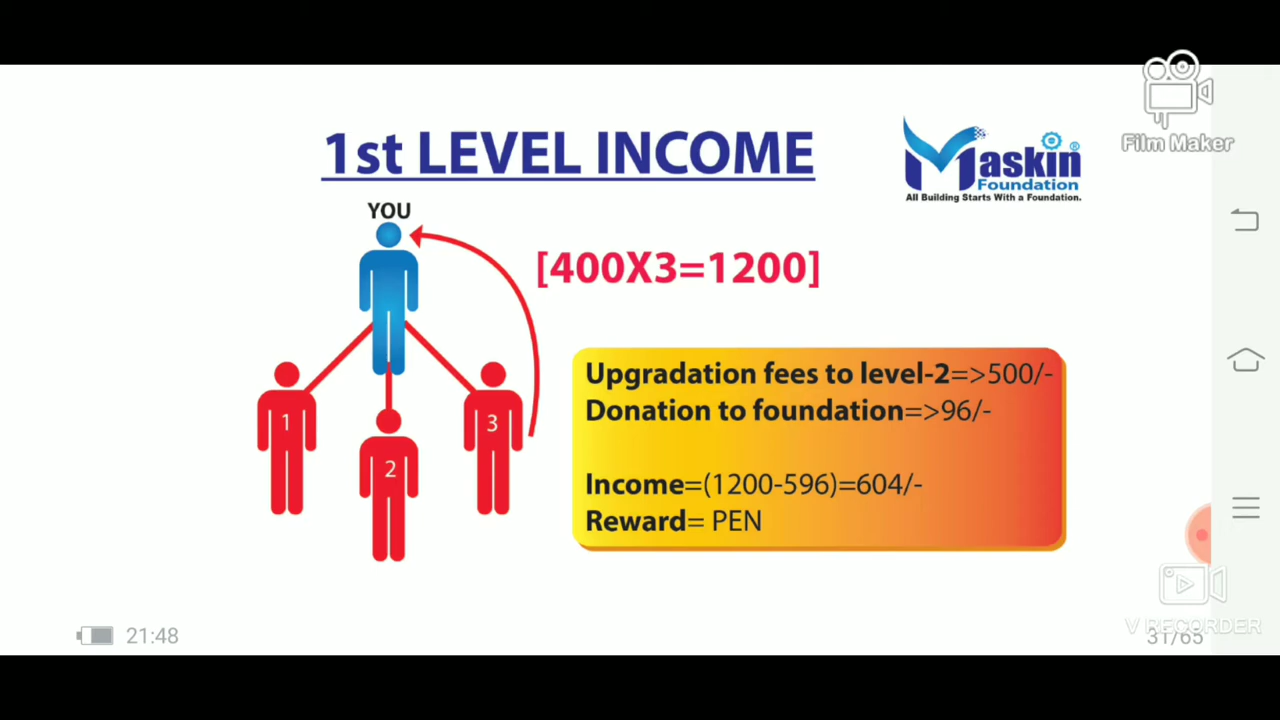 Film Maker
1st LEVEL INCOME
Maskin
Foundation
All Building Starts With a Foundation.
YOU
[400X3=1200]
1
2
3
Upgradation fees to level-2=>500/-
Donation to foundation=>96/-
Income=(1200-596)=604/-
Reward= PEN
V RECORDER
21:48
31/65